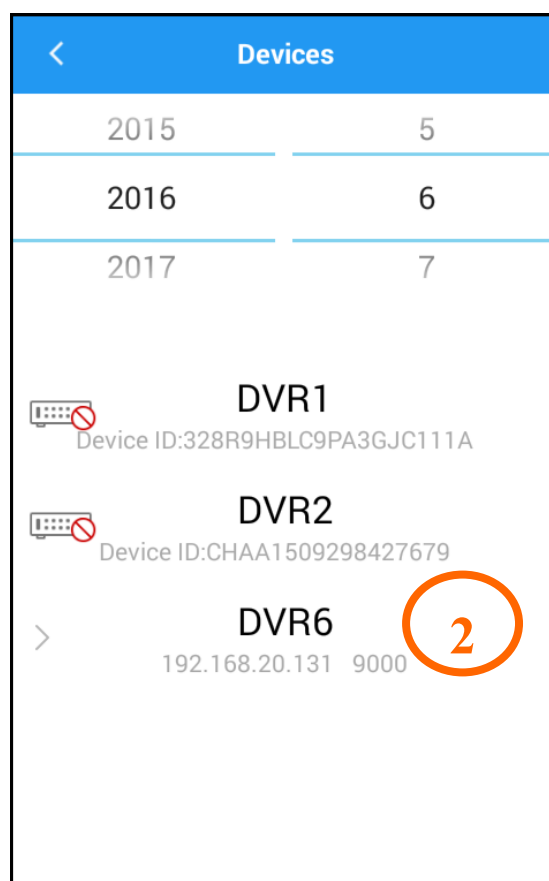 Devices
2015 5
2016 6
2017 7
DVR1
Device ID:328R9HBLC9PA3GJC111A
DVR2
Device ID:CHAA1509298427679
DVR6
2
192.168.20.131 9000